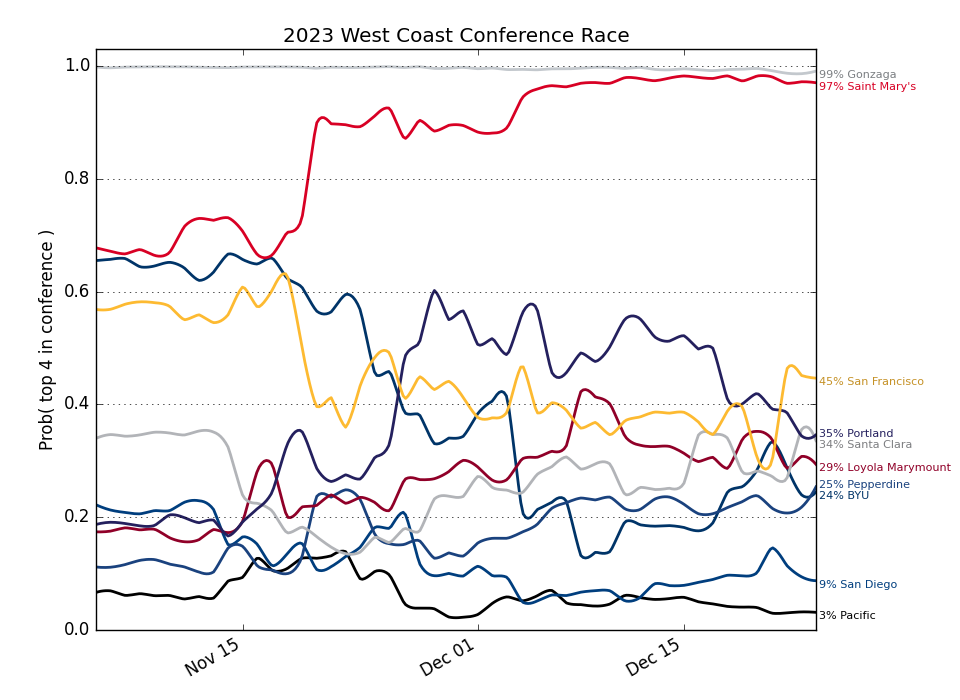 2023 West Coast Conference Race
Prob( top 4 in conference )
1.0
0.8
0.6
0.4
0.2
0.0
Nov 15
Dec 01
Dec 15
99% Gonzaga
97% Saint Mary's
45% San Francisco
35% Portland
34% Santa Clara
29% Loyola Marymount
25% Pepperdine
24% BYU
9% San Diego
3% Pacific